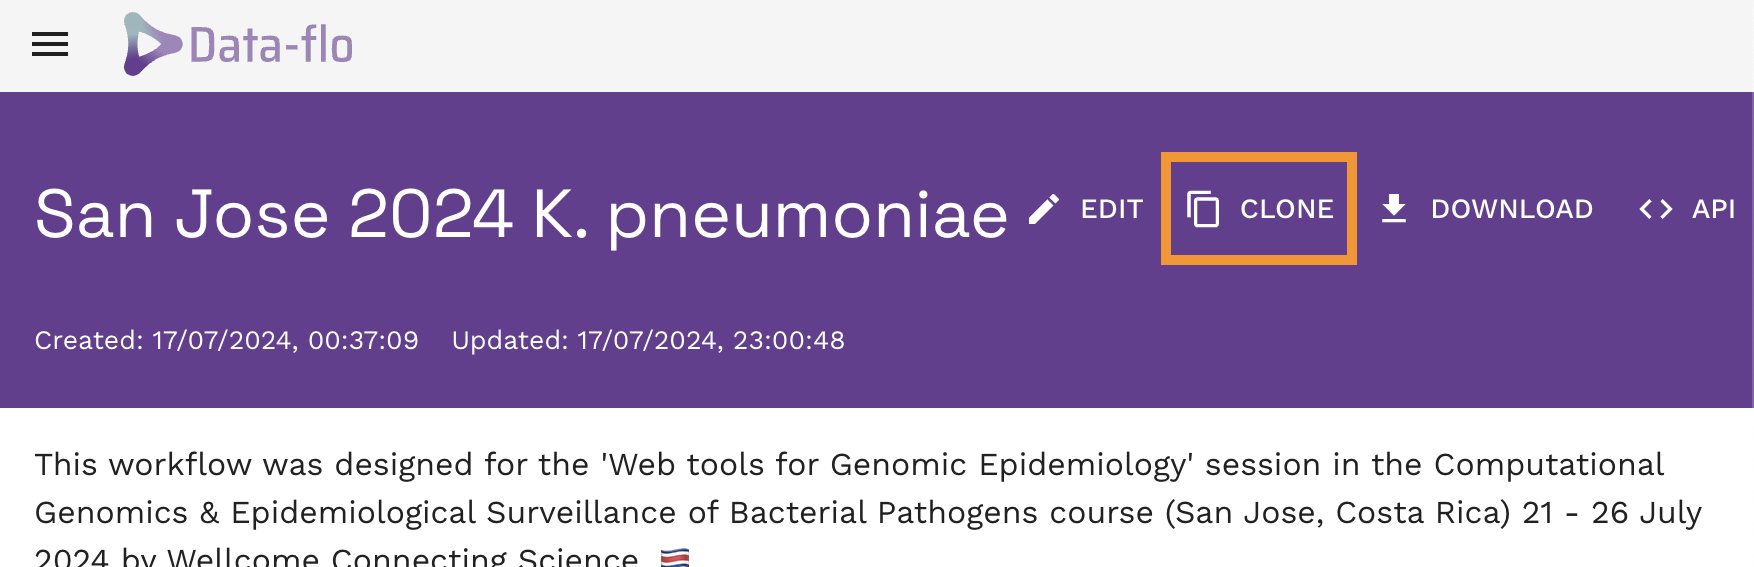 Data-flo
San Jose 2024 K. pneumoniae EDIT CLONE DOWNLOAD <> API
Created: 17/07/2024, 00:37:09 Updated: 17/07/2024, 23:00:48
This workflow was designed for the 'Web tools for Genomic Epidemiology' session in the Computational
Genomics & Epidemiological Surveillance of Bacterial Pathogens course (San Jose, Costa Rica) 21 - 26 July
2024 by Wellcome Connecting Science